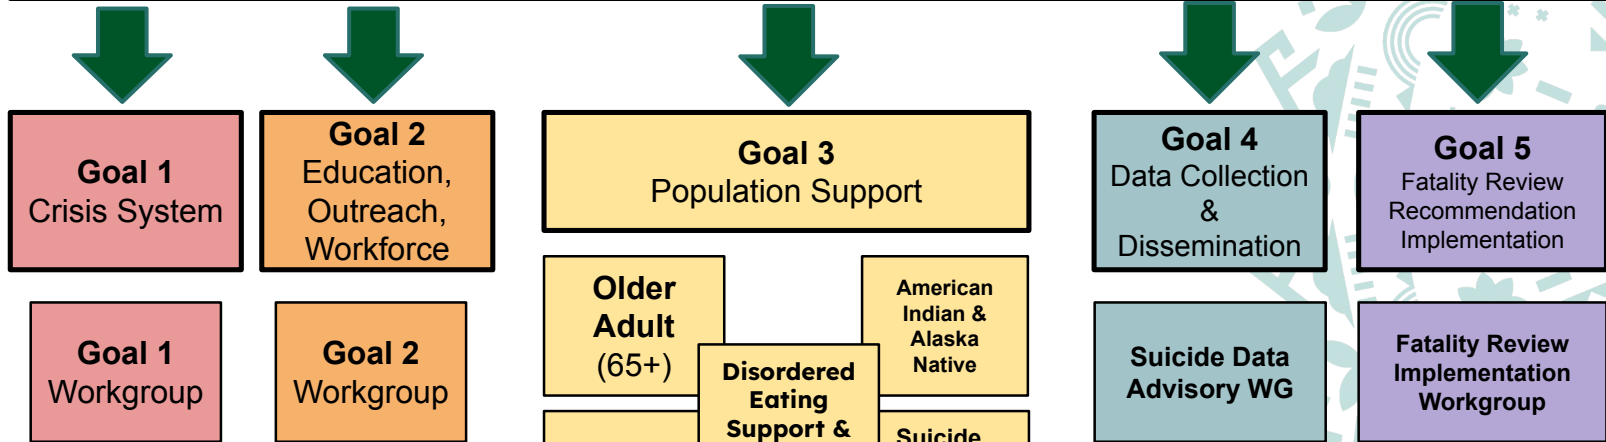 Goal 1
Crisis System
Goal 2
Education,
Outreach,
Workforce
Goal 3
Population Support
Goal 4
Data Collection
&
Dissemination
Goal 5
Fatality Review
Recommendation
Implementation
Goal 1
Workgroup
Goal 2
Workgroup
Older
Adult
(65+)
American
Indian &
Alaska
Native
Disordered
Eating
Support &
Suicide
Suicide Data
Advisory WG
Fatality Review
Implementation
Workgroup